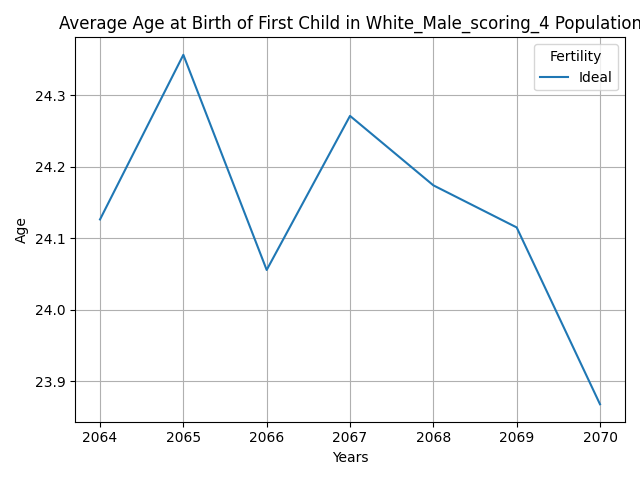 Average Age at Birth of First Child in White_Male_scoring_4 Population
Fertility
Ideal
24.3
24.2
24.1
24.0
23.9
Age
2064 2065 2066 2067 2068 2069 2070
Years